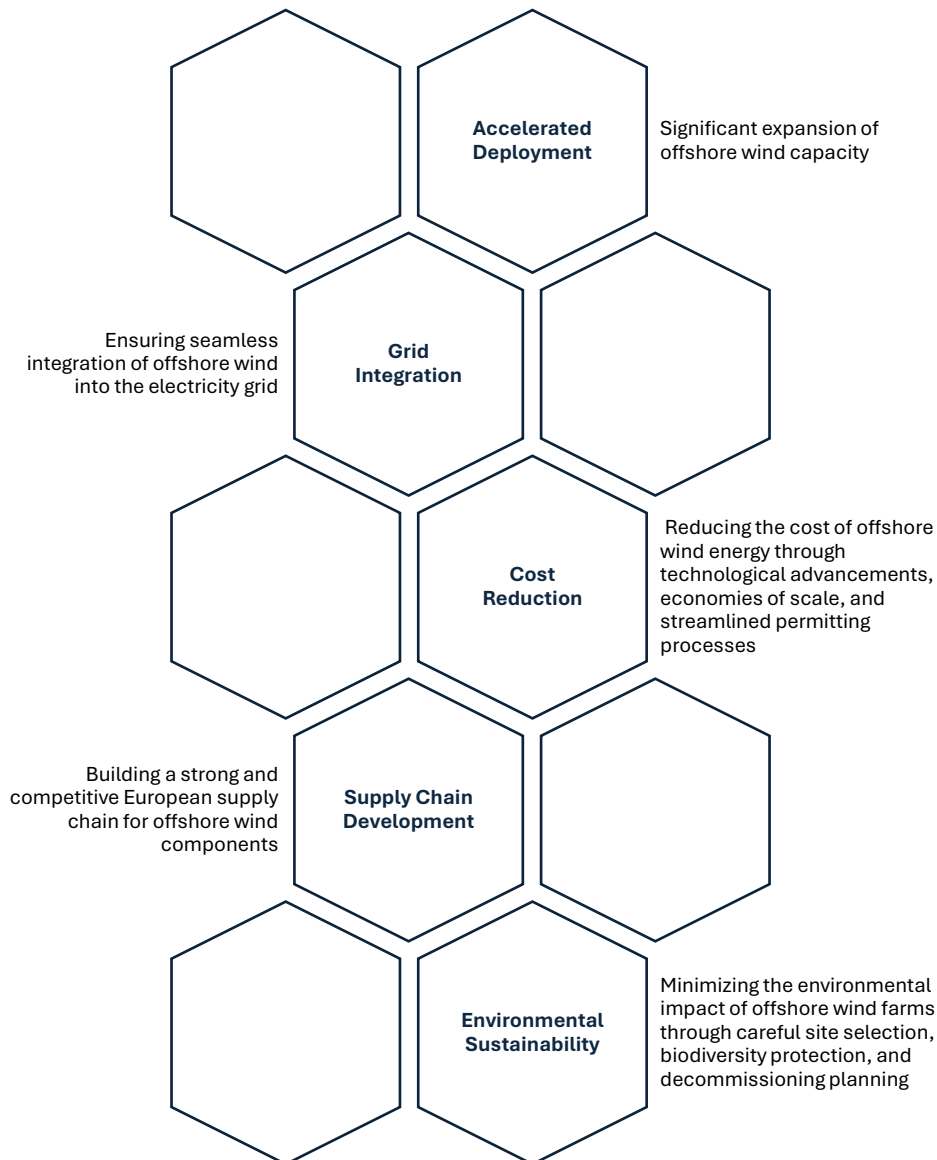 Accelerated
Deployment
Significant expansion of
offshore wind capacity
Ensuring seamless
integration of offshore wind
into the electricity grid
Grid
Integration
Cost
Reduction
Reducing the cost of offshore
wind energy through
technological advancements,
economies of scale, and
streamlined permitting
processes
Building a strong and
competitive European supply
chain for offshore wind
components
Supply Chain
Development
Environmental
Sustainability
Minimizing the environmental
impact of offshore wind farms
through careful site selection,
biodiversity protection, and
decommissioning planning